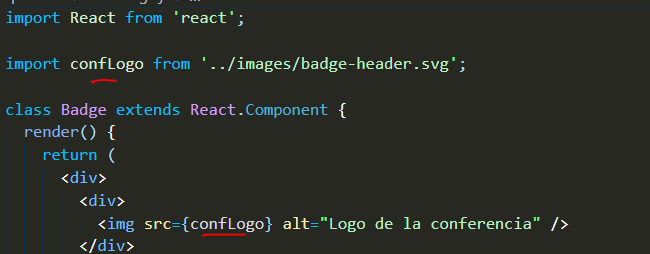 import React from 'react';
import confLogo from '../images/badge-header.svg';
class Badge extends React.Component {
render() {
return (
<div>
<div>
<img src={confLogo} alt="Logo de la conferencia" />
</div>